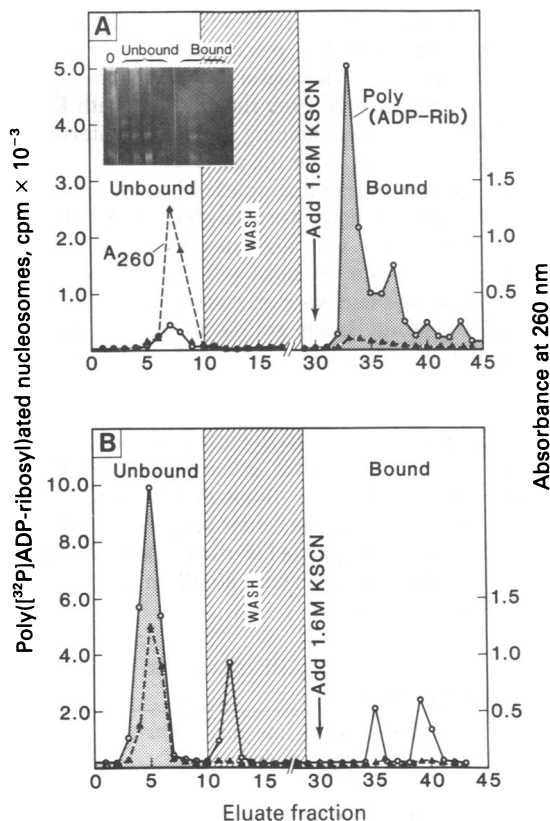 A
0 Unbound Bound
5.0
4.0
3.0
2.0
1.0
Unbound
A260
WASH
Add 1.6M KSCN
Poly
(ADP-Rib)
Bound
1.5
1.0
0.5
0 5 10 15 30 35 40 45
B
Unbound
Bound
10.0
8.0
6.0
4.0
2.0
WASH
Add 1.6M KSCN
1.5
1.0
0.5
0 5 10 15 30 35 40 45
Eluate fraction
Poly([³²P]ADP-ribosyl)ated nucleosomes, cpm × 10⁻³
Absorbance at 260 nm